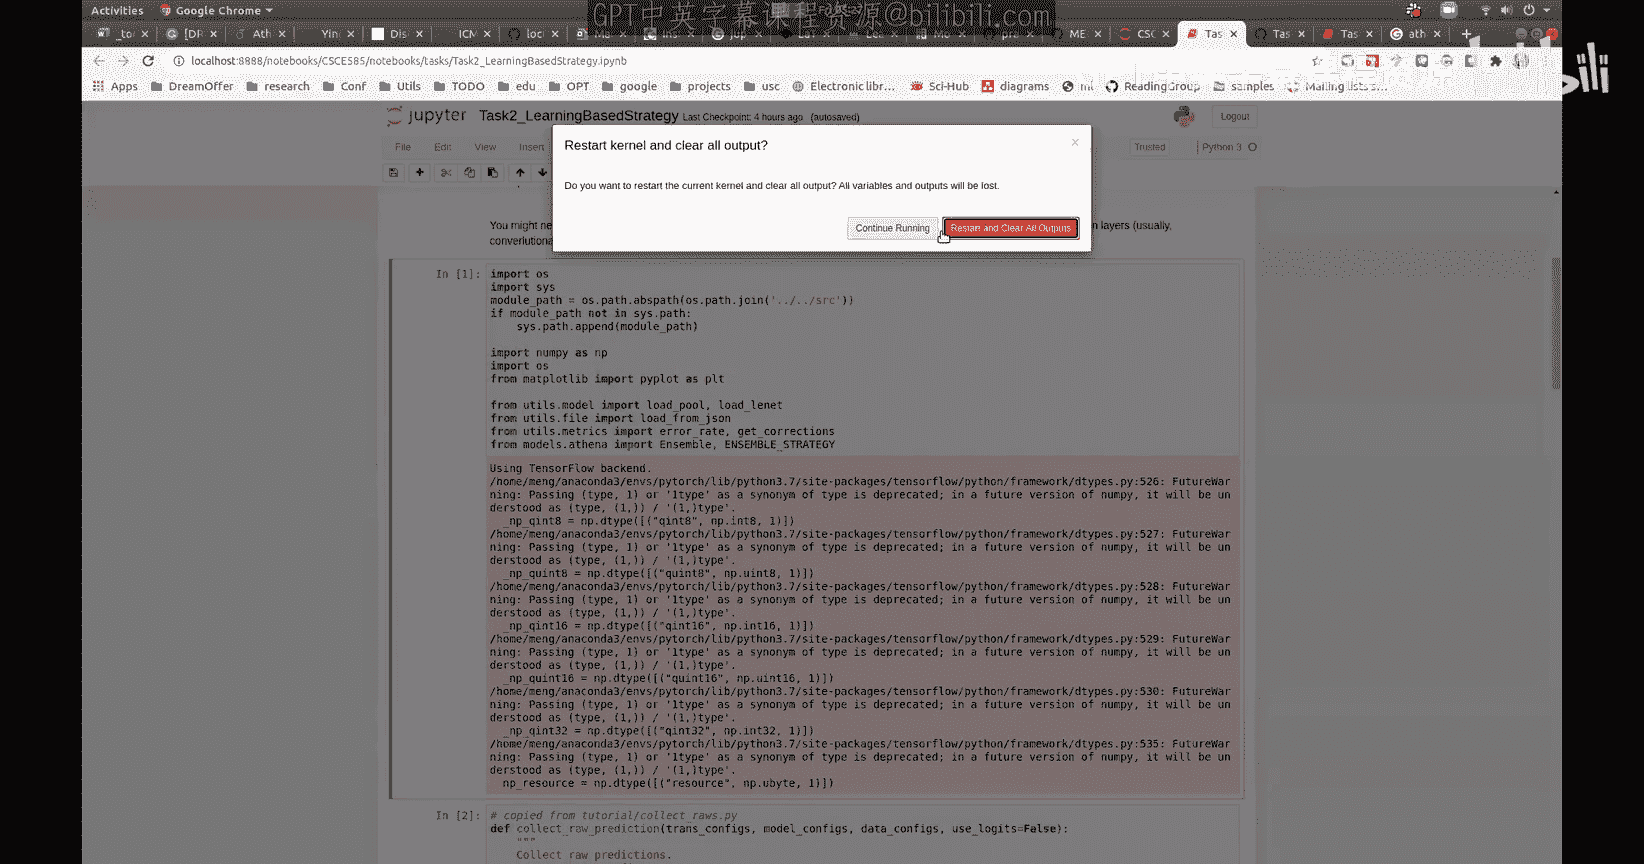 Activities
Google Chrome
GPT中英字幕课程资源@bilibili.com
_to
[DR
Ath
Yin
Dis
ICM
loc
ME
CSC
Tas
Tas
Tas
ath
localhost:8888/notebooks/CSCE585/notebooks/tasks/Task2_LearningBasedStrategy.ipynb
Apps
DreamOffer
research
Conf
Utils
TODO
edu
OPT
google
projects
usc
Electronic libr...
Sci-Hub
diagrams
ReadingGroup
samples
Mailing lists s...
jupyter
Task2_LearningBasedStrategy
Last Checkpoint: 4 hours ago
(autosaved)
Logout
File
Edit
View
Insert
Trusted
Python 3
Restart kernel and clear all output?
×
Do you want to restart the current kernel and clear all output? All variables and outputs will be lost.
Continue Running
Restart and Clear All Outputs
You might ne
n layers (usually,
In [1]:
import os
import sys
module_path = os.path.abspath(os.path.join('../../src'))
if module_path not in sys.path:
    sys.path.append(module_path)
import numpy as np
import os
from matplotlib import pyplot as plt
from utils.model import load_pool, load_lenet
from utils.file import load_from_json
from utils.metrics import error_rate, get_corrections
from models.athena import Ensemble, ENSEMBLE_STRATEGY
Using TensorFlow backend.
/home/meng/anaconda3/envs/pytorch/lib/python3.7/site-packages/tensorflow/python/framework/dtypes.py:526: FutureWar
ning: Passing (type, 1) or '1type' as a synonym of type is deprecated; in a future version of numpy, it will be un
derstood as (type, (1,)) / '(1,)type'.
  _np_qint8 = np.dtype([("qint8", np.int8, 1)])
/home/meng/anaconda3/envs/pytorch/lib/python3.7/site-packages/tensorflow/python/framework/dtypes.py:527: FutureWar
ning: Passing (type, 1) or '1type' as a synonym of type is deprecated; in a future version of numpy, it will be un
derstood as (type, (1,)) / '(1,)type'.
  _np_quint8 = np.dtype([("quint8", np.uint8, 1)])
/home/meng/anaconda3/envs/pytorch/lib/python3.7/site-packages/tensorflow/python/framework/dtypes.py:528: FutureWar
ning: Passing (type, 1) or '1type' as a synonym of type is deprecated; in a future version of numpy, it will be un
derstood as (type, (1,)) / '(1,)type'.
  _np_qint16 = np.dtype([("qint16", np.int16, 1)])
/home/meng/anaconda3/envs/pytorch/lib/python3.7/site-packages/tensorflow/python/framework/dtypes.py:529: FutureWar
ning: Passing (type, 1) or '1type' as a synonym of type is deprecated; in a future version of numpy, it will be un
derstood as (type, (1,)) / '(1,)type'.
  _np_quint16 = np.dtype([("quint16", np.uint16, 1)])
/home/meng/anaconda3/envs/pytorch/lib/python3.7/site-packages/tensorflow/python/framework/dtypes.py:530: FutureWar
ning: Passing (type, 1) or '1type' as a synonym of type is deprecated; in a future version of numpy, it will be un
derstood as (type, (1,)) / '(1,)type'.
  _np_qint32 = np.dtype([("qint32", np.int32, 1)])
/home/meng/anaconda3/envs/pytorch/lib/python3.7/site-packages/tensorflow/python/framework/dtypes.py:535: FutureWar
ning: Passing (type, 1) or '1type' as a synonym of type is deprecated; in a future version of numpy, it will be un
derstood as (type, (1,)) / '(1,)type'.
  np_resource = np.dtype([("resource", np.ubyte, 1)])
In [2]:
# copied from tutorial/collect_raws.py
def collect_raw_prediction(trans_configs, model_configs, data_configs, use_logits=False):
    """
    Collect raw predictions.